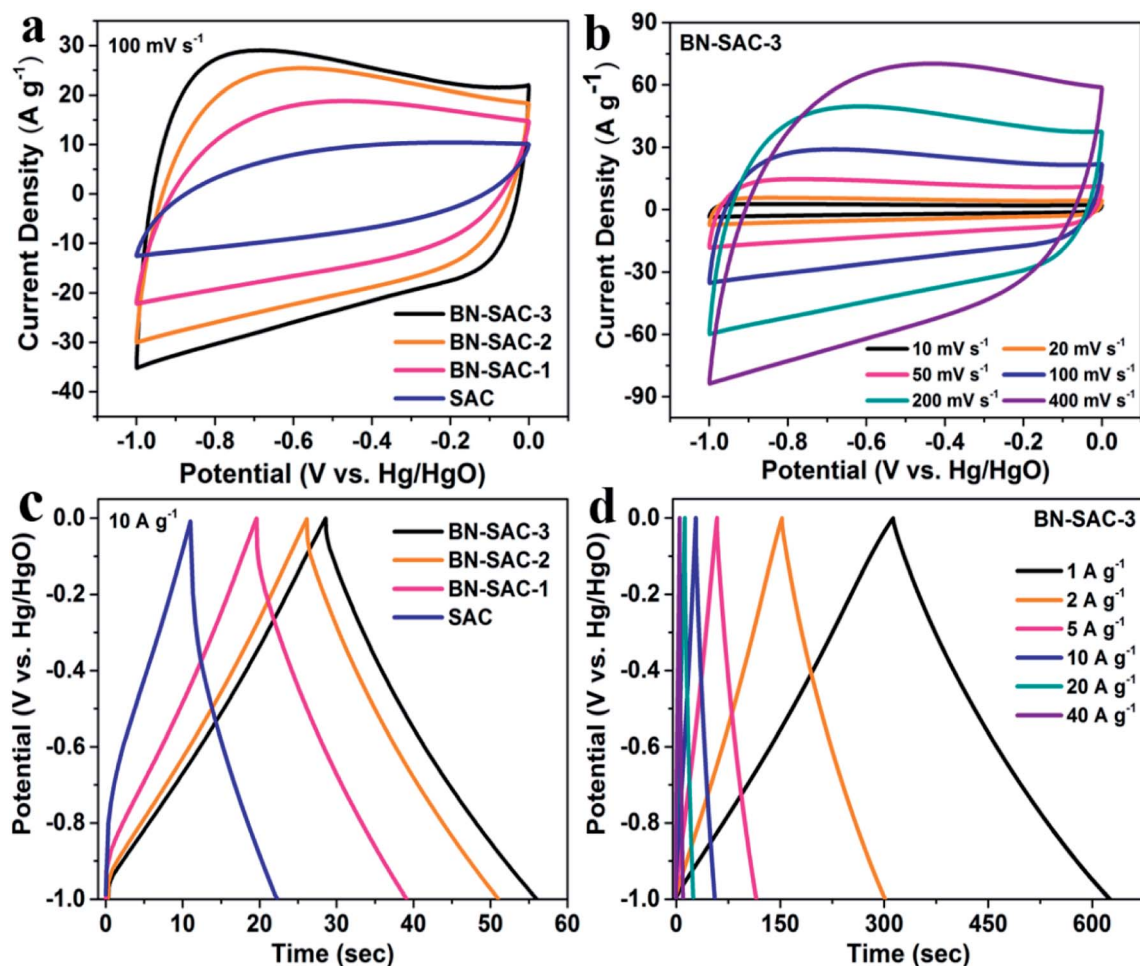 a
100 mV s⁻¹
30
20
10
0
-10
-20
-30
-40
Current Density (A g⁻¹)
BN-SAC-3
BN-SAC-2
BN-SAC-1
SAC
-1.0 -0.8 -0.6 -0.4 -0.2 0.0
Potential (V vs. Hg/HgO)
b
BN-SAC-3
90
60
30
0
-30
-60
-90
Current Density (A g⁻¹)
10 mV s⁻¹ 20 mV s⁻¹
50 mV s⁻¹ 100 mV s⁻¹
200 mV s⁻¹ 400 mV s⁻¹
-1.0 -0.8 -0.6 -0.4 -0.2 0.0
Potential (V vs. Hg/HgO)
c
10 A g⁻¹
0.0
-0.2
-0.4
-0.6
-0.8
-1.0
Potential (V vs. Hg/HgO)
BN-SAC-3
BN-SAC-2
BN-SAC-1
SAC
0 10 20 30 40 50 60
Time (sec)
d
BN-SAC-3
0.0
-0.2
-0.4
-0.6
-0.8
-1.0
Potential (V vs. Hg/HgO)
1 A g⁻¹
2 A g⁻¹
5 A g⁻¹
10 A g⁻¹
20 A g⁻¹
40 A g⁻¹
0 150 300 450 600
Time (sec)